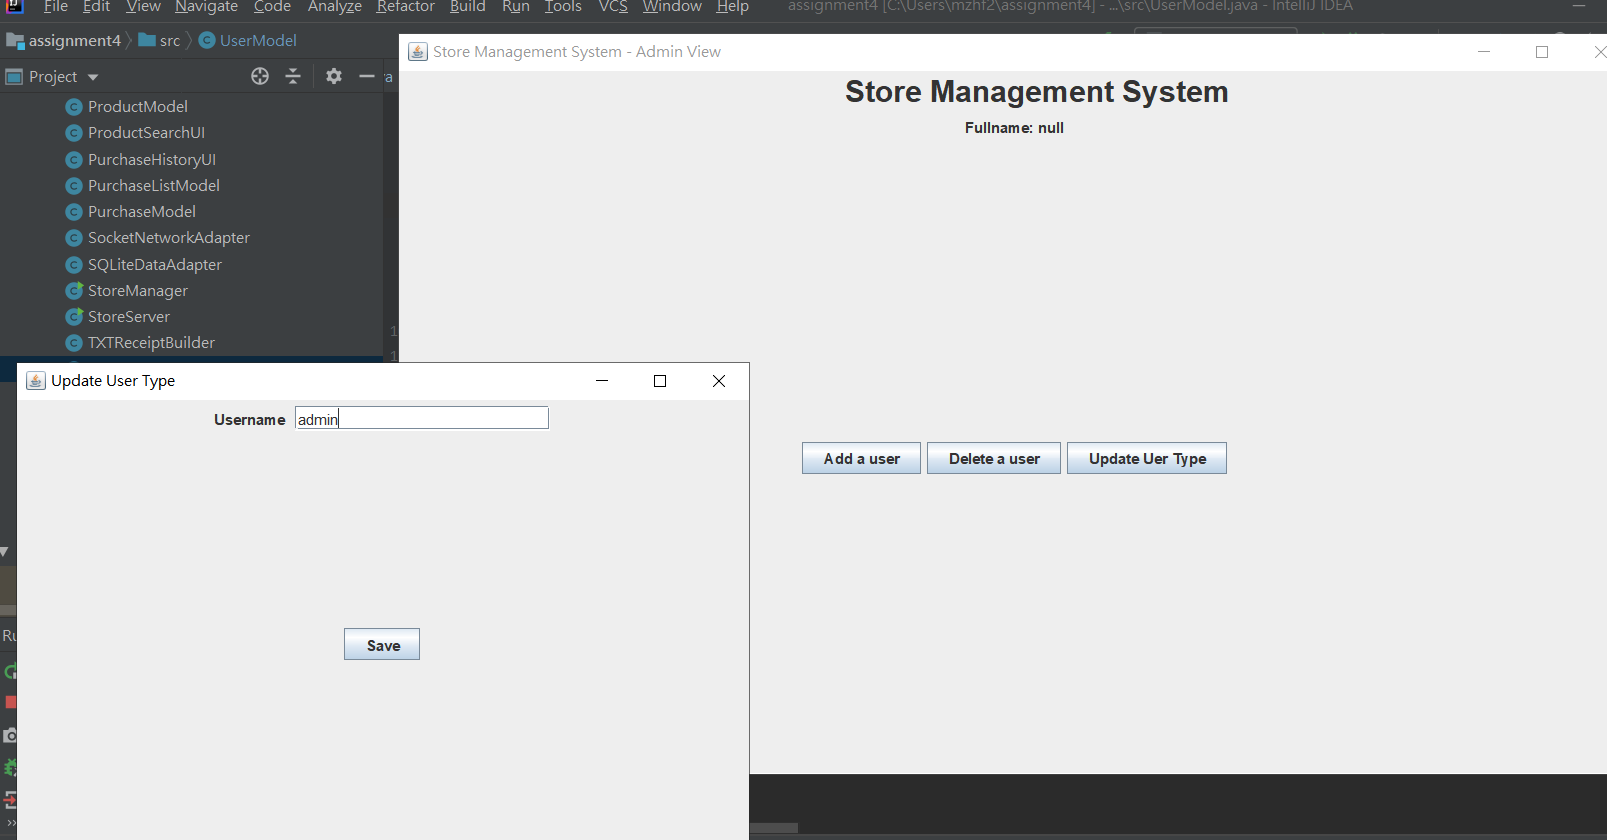 File Edit View Navigate Code Analyze Refactor Build Run Tools VCS Window Help assignment4 [C:\Users\mzhf2\assignment4] - ...\src\UserModel.java - IntelliJ IDEA
assignment4 src UserModel
Store Management System - Admin View
Project
va
Store Management System
Fullname: null
ProductModel
ProductSearchUI
PurchaseHistoryUI
PurchaseListModel
PurchaseModel
SocketNetworkAdapter
SQLiteDataAdapter
StoreManager
StoreServer
1
TXTReceiptBuilder
1
Update User Type
Username admin
Add a user Delete a user Update Uer Type
Save
Ru